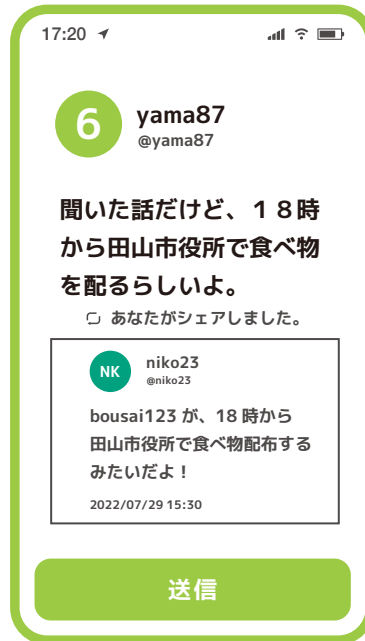 17:20
6
yama87
@yama87
聞いた話だけど、１８時
から田山市役所で食べ物
を配るらしいよ。
あなたがシェアしました。
NK
niko23
@niko23
bousai123 が、18 時から
田山市役所で食べ物配布する
みたいだよ！
2022/07/29 15:30
送信